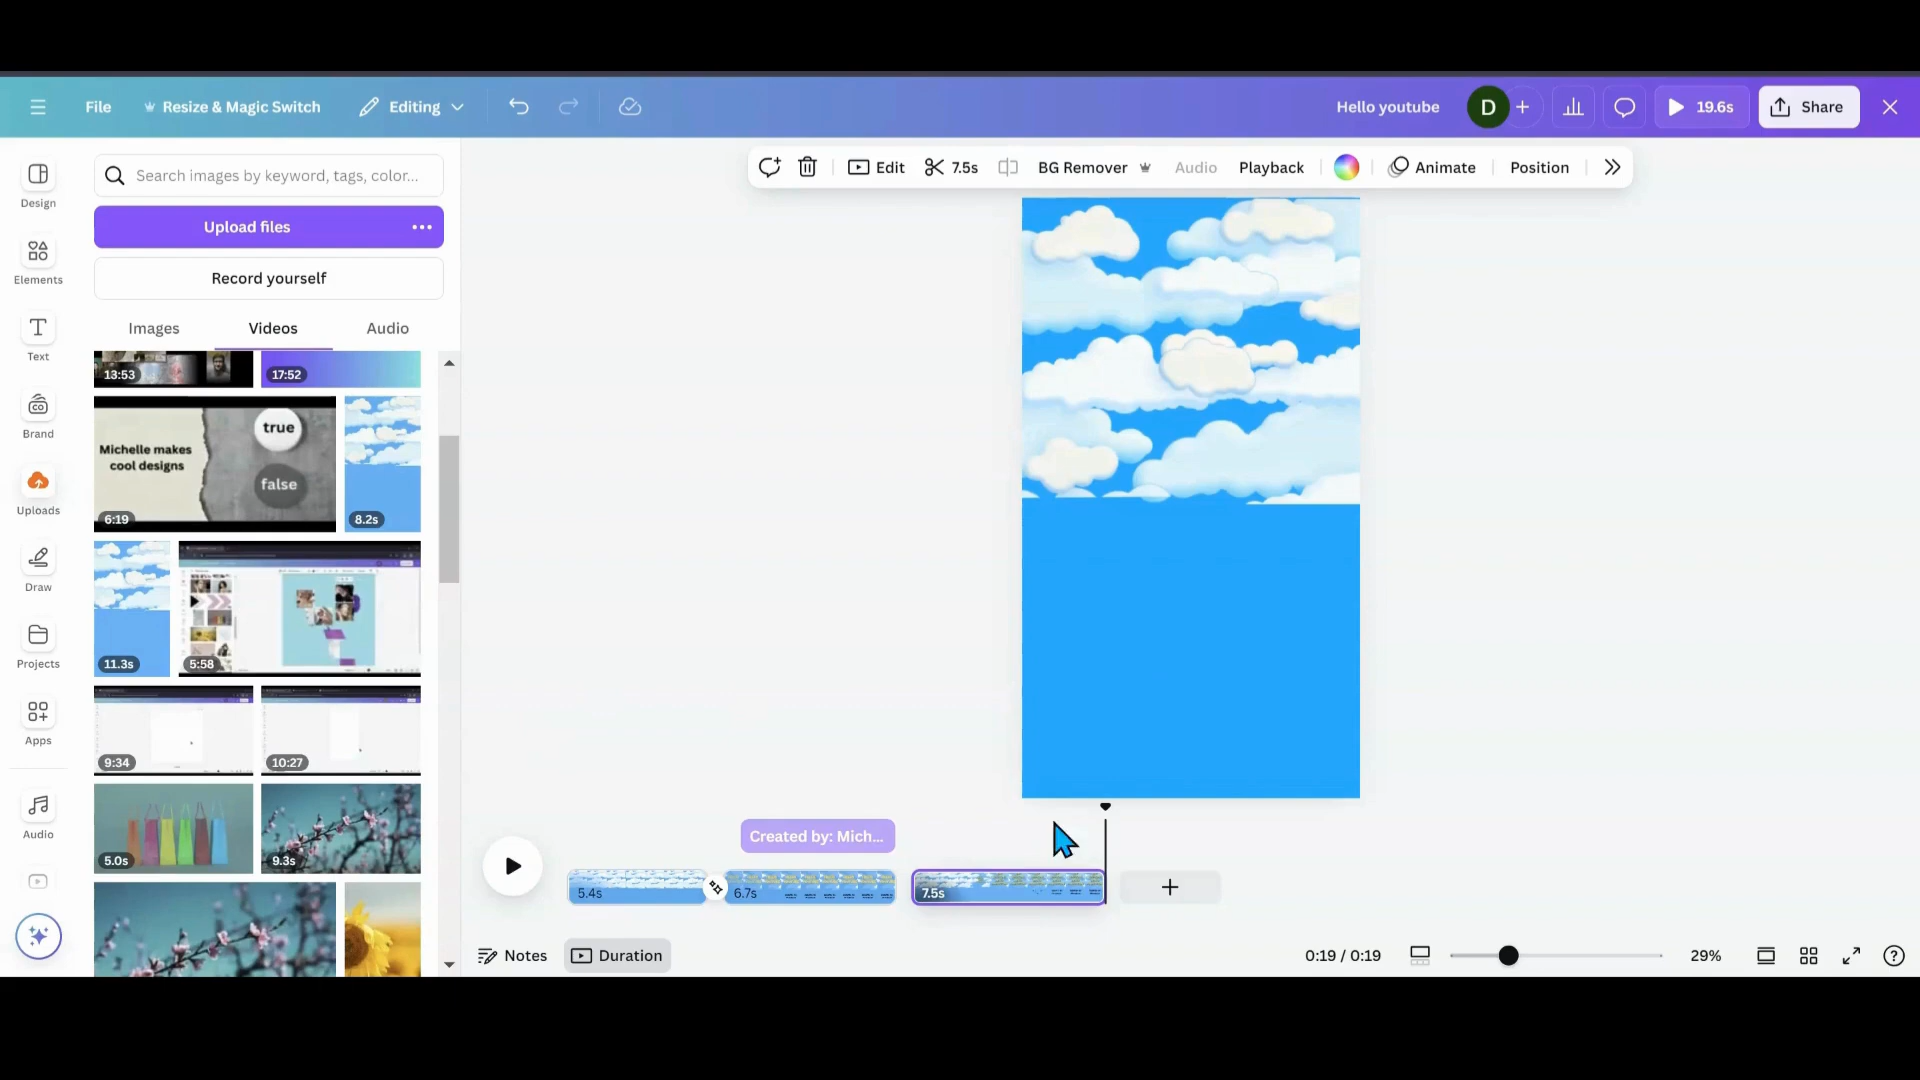 File
Resize & Magic Switch
Editing
Hello youtube
D
19.6s
Share
Design
Elements
Text
Brand
Uploads
Draw
Projects
Apps
Audio
Search images by keyword, tags, color...
Upload files
Record yourself
Images
Videos
Audio
13:53
17:52
Michelle makes
cool designs
true
false
6:19
8.2s
11.3s
5:58
9:34
10:27
5.0s
9.3s
Edit
7.5s
BG Remover
Audio
Playback
Animate
Position
Created by: Mich...
5.4s
6.7s
7.5s
Notes
Duration
0:19 / 0:19
29%